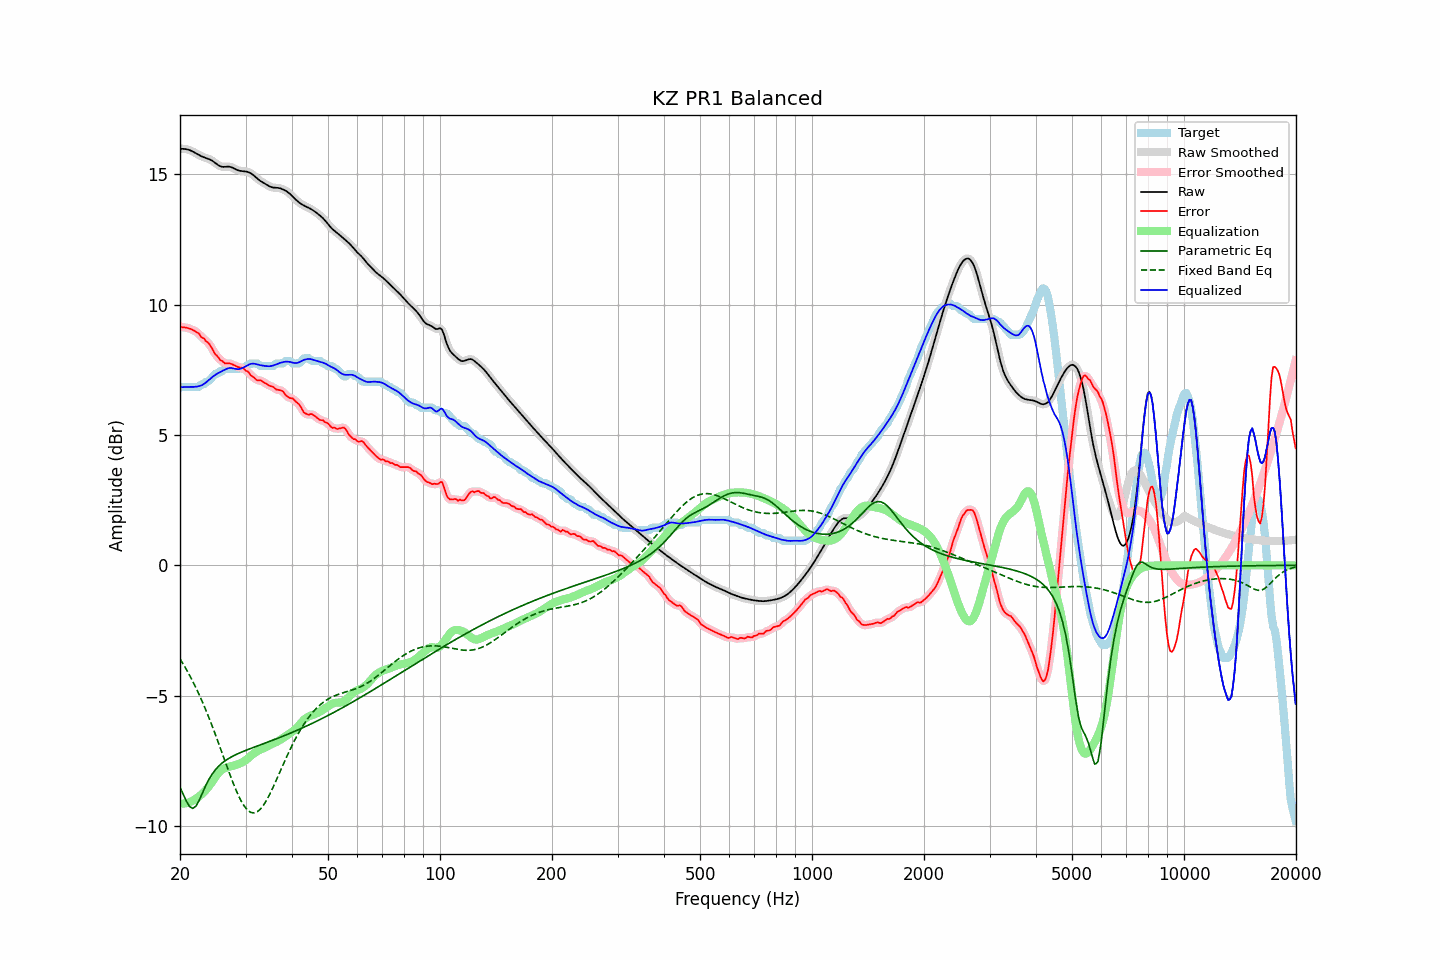 KZ PR1 Balanced
Target
Raw Smoothed
Error Smoothed
Raw
Error
Equalization
Parametric Eq
Fixed Band Eq
Equalized
Amplitude (dBr)
15
10
5
0
−5
−10
20 50 100 200 500 1000 2000 5000 10000 20000
Frequency (Hz)